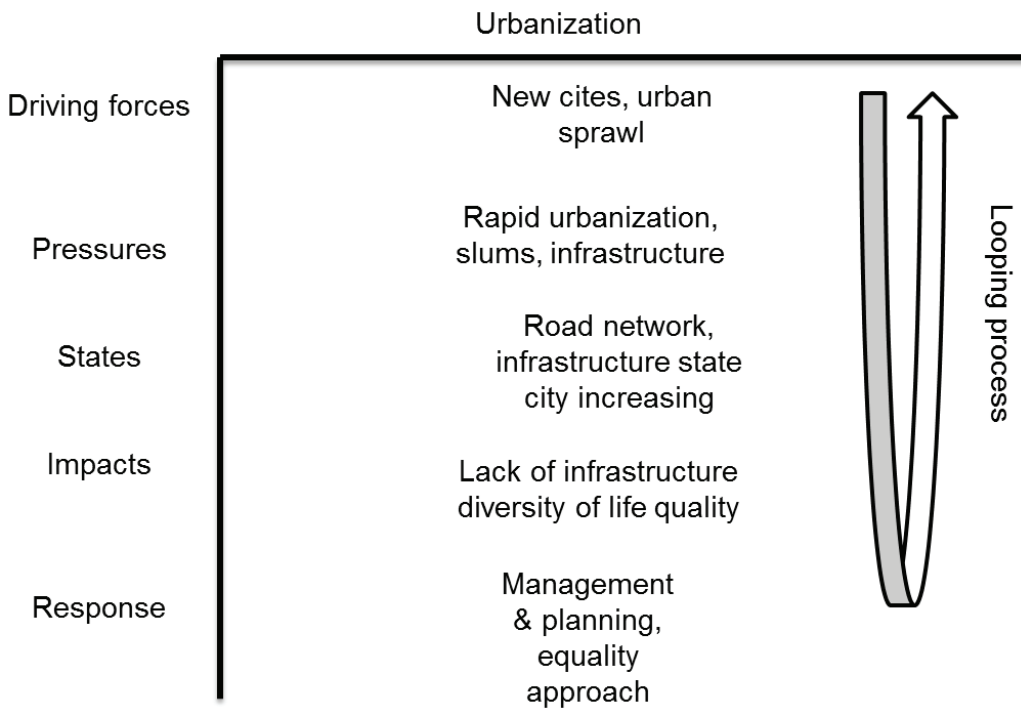 Urbanization
Driving forces
New cites, urban
sprawl
Pressures
Rapid urbanization,
slums, infrastructure
States
Road network,
infrastructure state
city increasing
Impacts
Lack of infrastructure
diversity of life quality
Response
Management
& planning,
equality
approach
Looping process